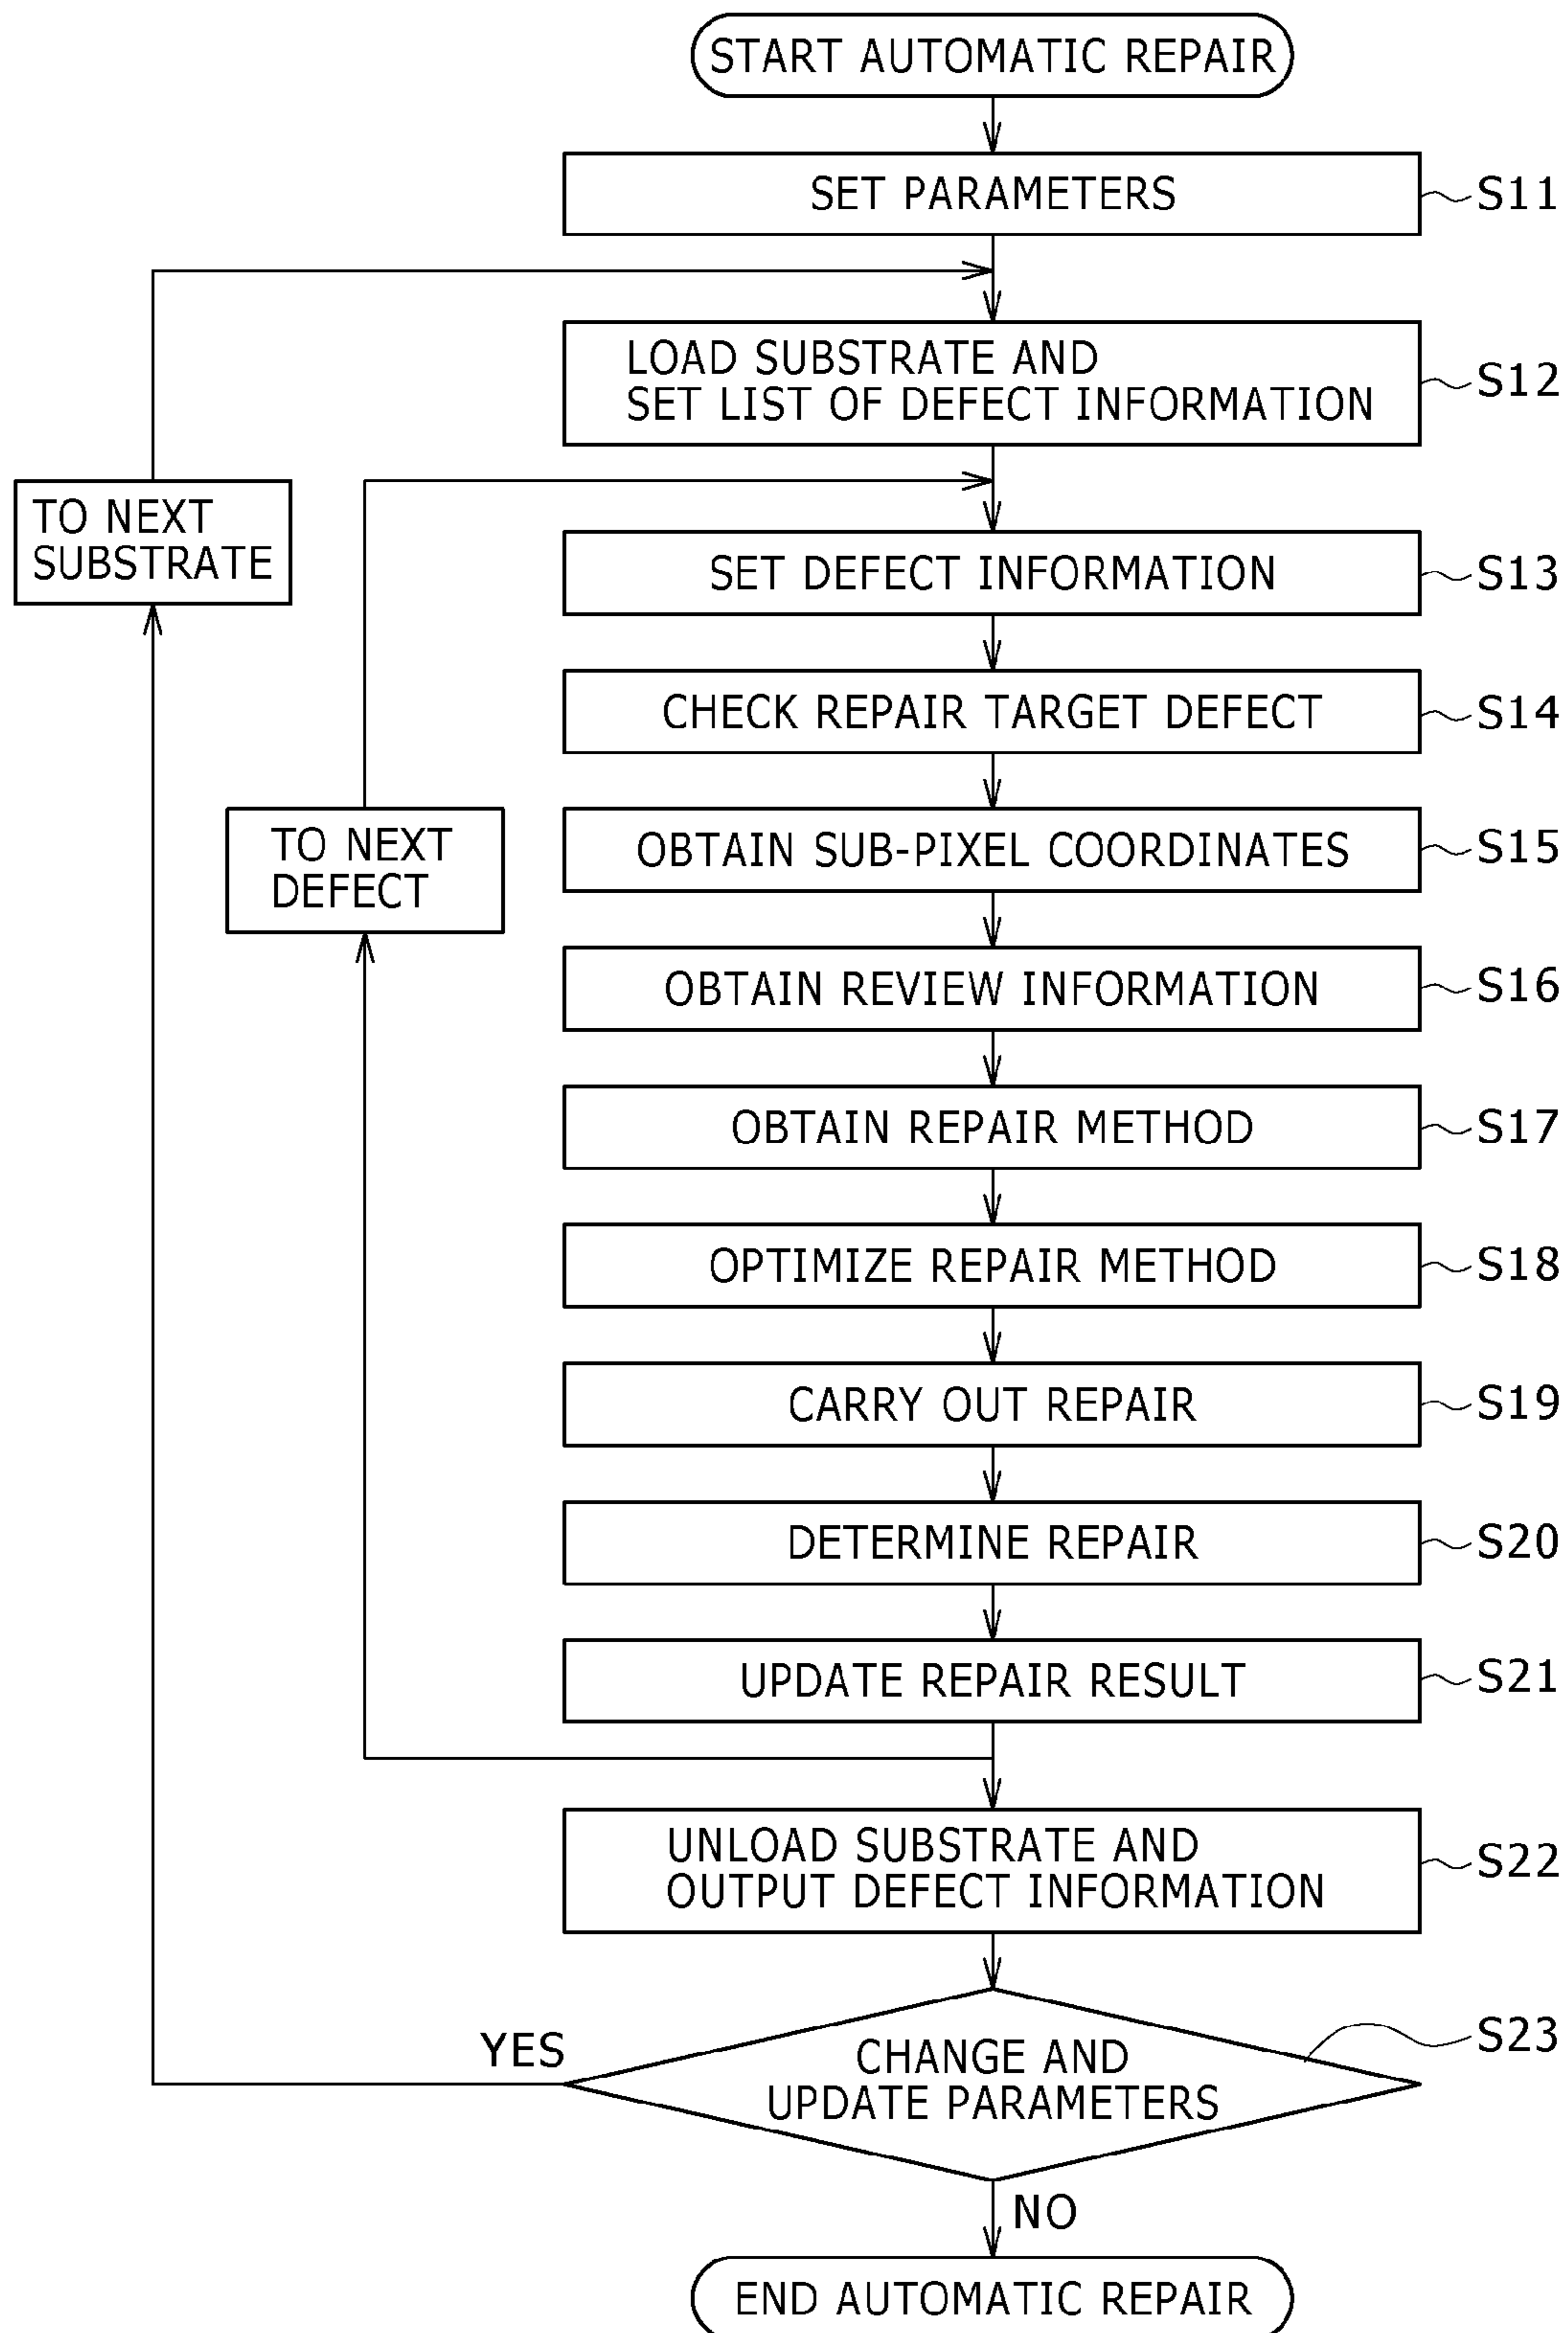 START AUTOMATIC REPAIR
SET PARAMETERS
S11
LOAD SUBSTRATE AND
SET LIST OF DEFECT INFORMATION
S12
TO NEXT
SUBSTRATE
SET DEFECT INFORMATION
S13
CHECK REPAIR TARGET DEFECT
S14
TO NEXT
DEFECT
OBTAIN SUB-PIXEL COORDINATES
S15
OBTAIN REVIEW INFORMATION
S16
OBTAIN REPAIR METHOD
S17
OPTIMIZE REPAIR METHOD
S18
CARRY OUT REPAIR
S19
DETERMINE REPAIR
S20
UPDATE REPAIR RESULT
S21
UNLOAD SUBSTRATE AND
OUTPUT DEFECT INFORMATION
S22
YES
CHANGE AND
UPDATE PARAMETERS
S23
NO
END AUTOMATIC REPAIR